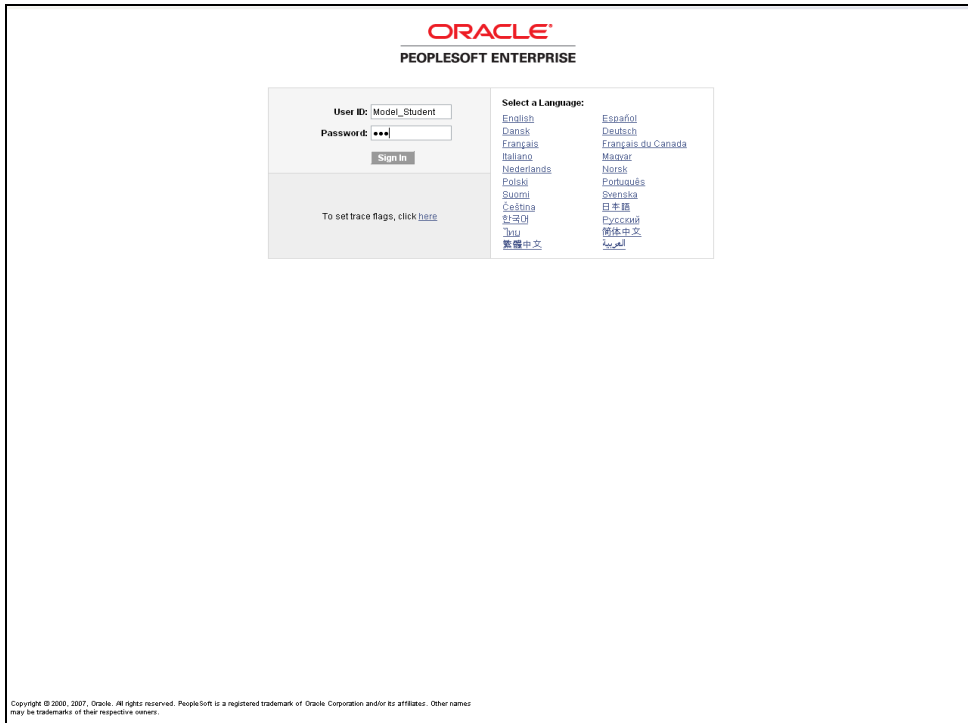 ORACLE®
PEOPLESOFT ENTERPRISE
User ID: Model_Student
Password: •••
Sign In
To set trace flags, click here
Select a Language:
English Español
Dansk Deutsch
Français Français du Canada
Italiano Magyar
Nederlands Norsk
Polski Português
Suomi Svenska
Čeština 日本語
한국어 Русский
ไทย 简体中文
繁體中文 العربية
Copyright © 2000, 2007, Oracle. All rights reserved. PeopleSoft is a registered trademark of Oracle Corporation and/or its affiliates. Other names
may be trademarks of their respective owners.